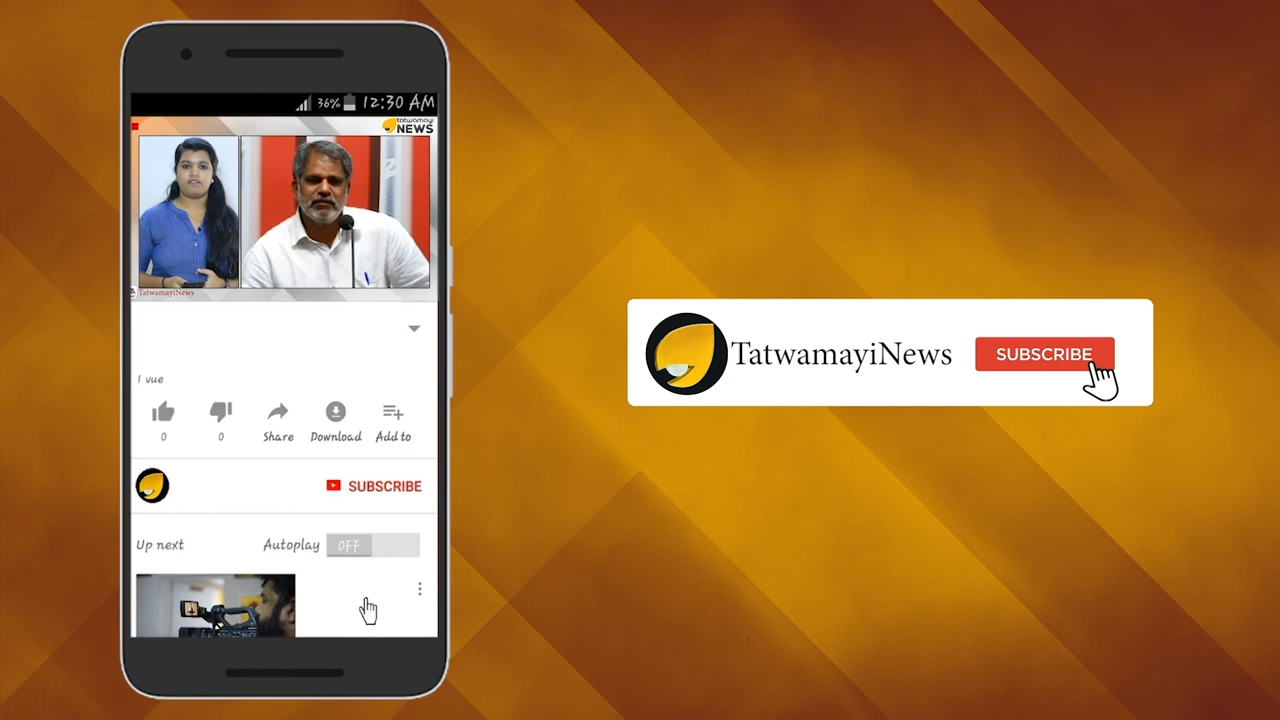 36% 12:30 AM
tatwamayi
NEWS
TatwamayiNews
1 vue
0 0 Share Download Add to
SUBSCRIBE
Up next Autoplay OFF
TatwamayiNews SUBSCRIBE